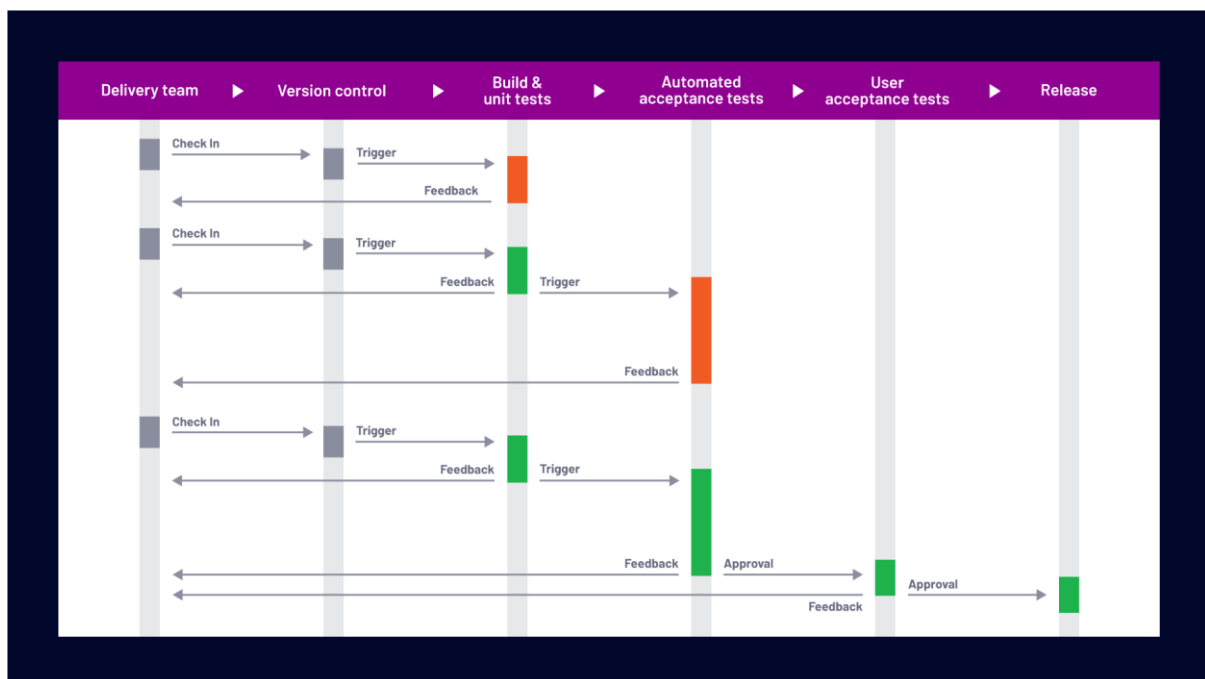 Delivery team
Version control
Build &
unit tests
Automated
acceptance tests
User
acceptance tests
Release
Check In
Trigger
Feedback
Check In
Trigger
Feedback
Trigger
Feedback
Check In
Trigger
Feedback
Trigger
Feedback
Approval
Approval
Feedback